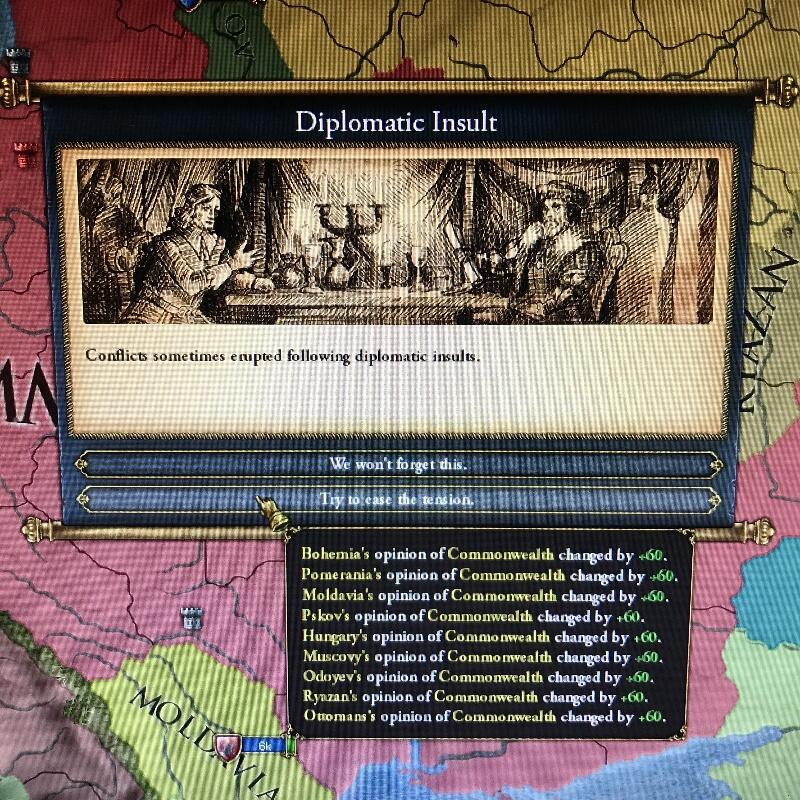 Diplomatic Insult
Conflicts sometimes erupted following diplomatic insults.
RYAZAN
We won't forget this.
Try to ease the tension.
Bohemia's opinion of Commonwealth changed by +60.
Pomerania's opinion of Commonwealth changed by +60.
Moldavia's opinion of Commonwealth changed by +60.
Pskov's opinion of Commonwealth changed by +60.
Hungary's opinion of Commonwealth changed by +60.
Muscovy's opinion of Commonwealth changed by +60.
Odoyev's opinion of Commonwealth changed by +60.
Ryazan's opinion of Commonwealth changed by +60.
Ottomans's opinion of Commonwealth changed by +60.
MOLDAVIA
6k